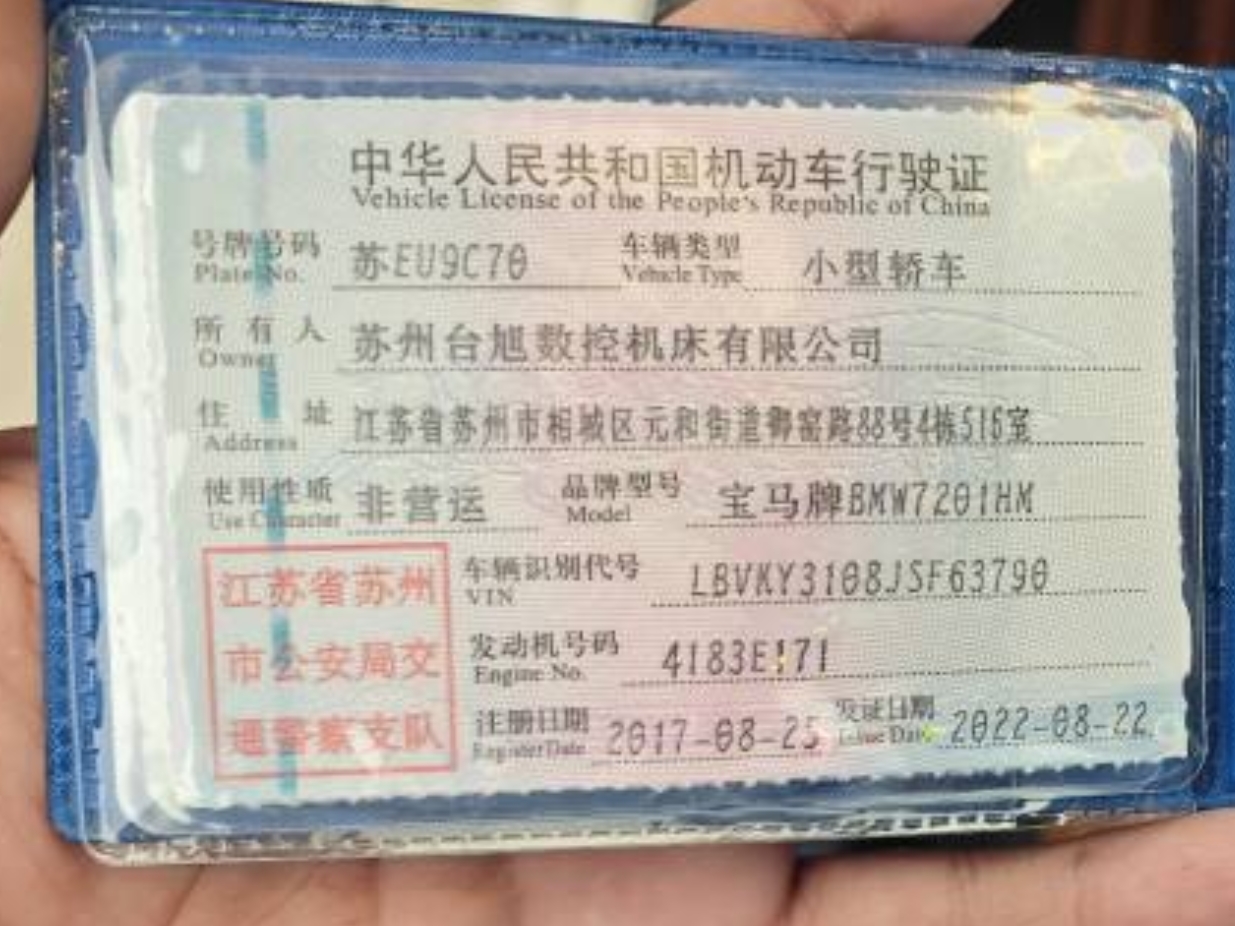 中华人民共和国机动车行驶证
Vehicle License of the People's Republic of China
号牌号码 苏EU9C70 车辆类型 小型轿车
Plate No. Vehicle Type
所有人 苏州台旭数控机床有限公司
Owner
住址 江苏省苏州市相城区元和街道御窑路88号4栋516室
Address
使用性质 非营运 品牌型号 宝马牌BMW7201HM
Use Character Model
江苏省苏州 车辆识别代号 LBVKY3108JSF63790
VIN
市公安局交 发动机号码 4183E171
Engine No.
通警察支队 注册日期 2017-08-25 发证日期 2022-08-22
Register Date Issue Date